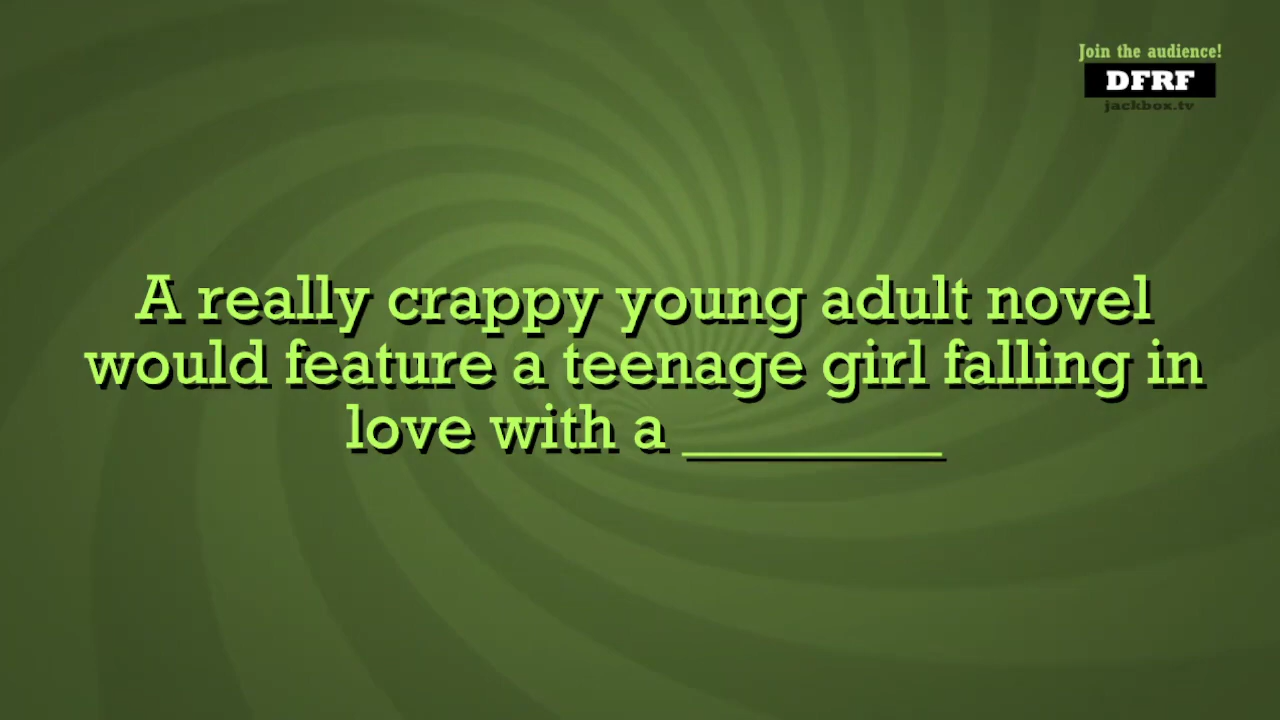 Join the audience!
DFRF
jackbox.tv
A really crappy young adult novel
would feature a teenage girl falling in
love with a _________